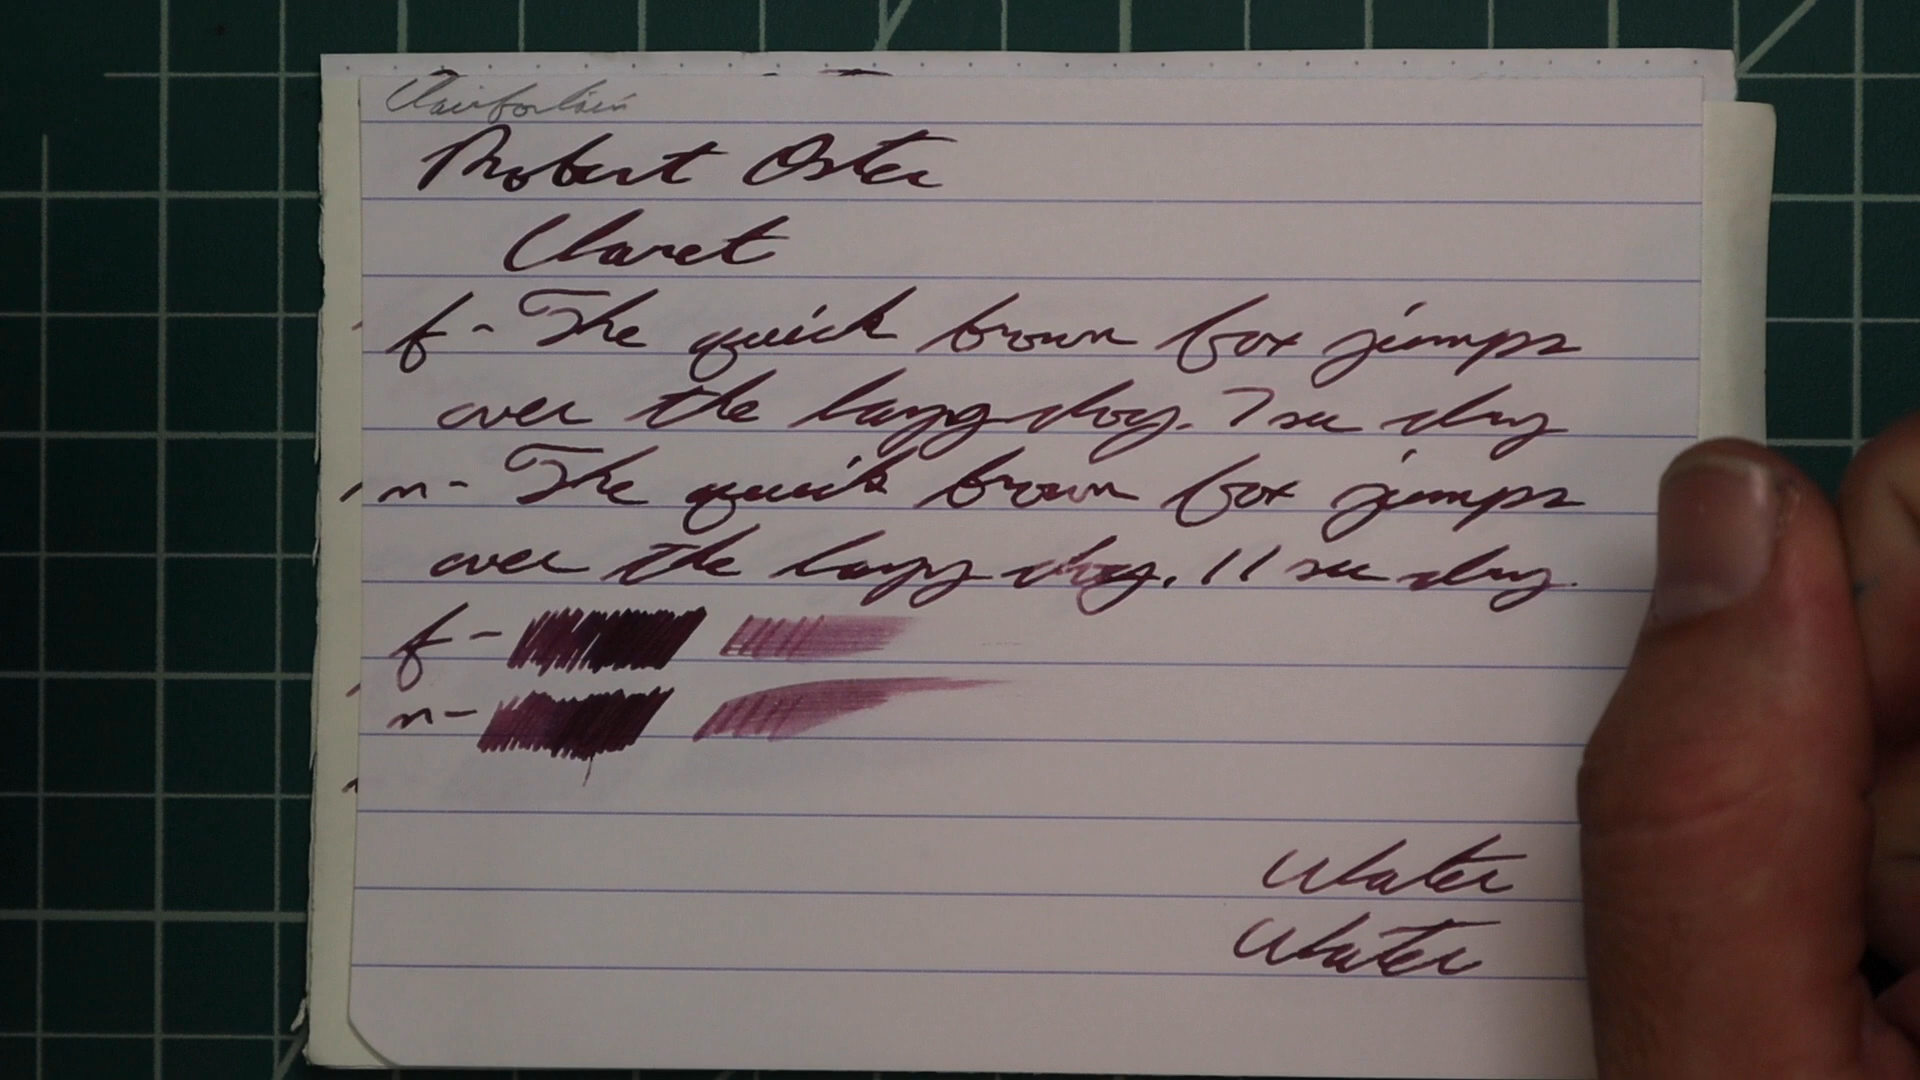 Clairfontain
Robert Oster
Claret
f - The quick brown fox jumps
over the lazy dog. 7 sec dry
m - The quick brown fox jumps
over the lazy dog. 11 sec dry.
f -
m -
Water
Water